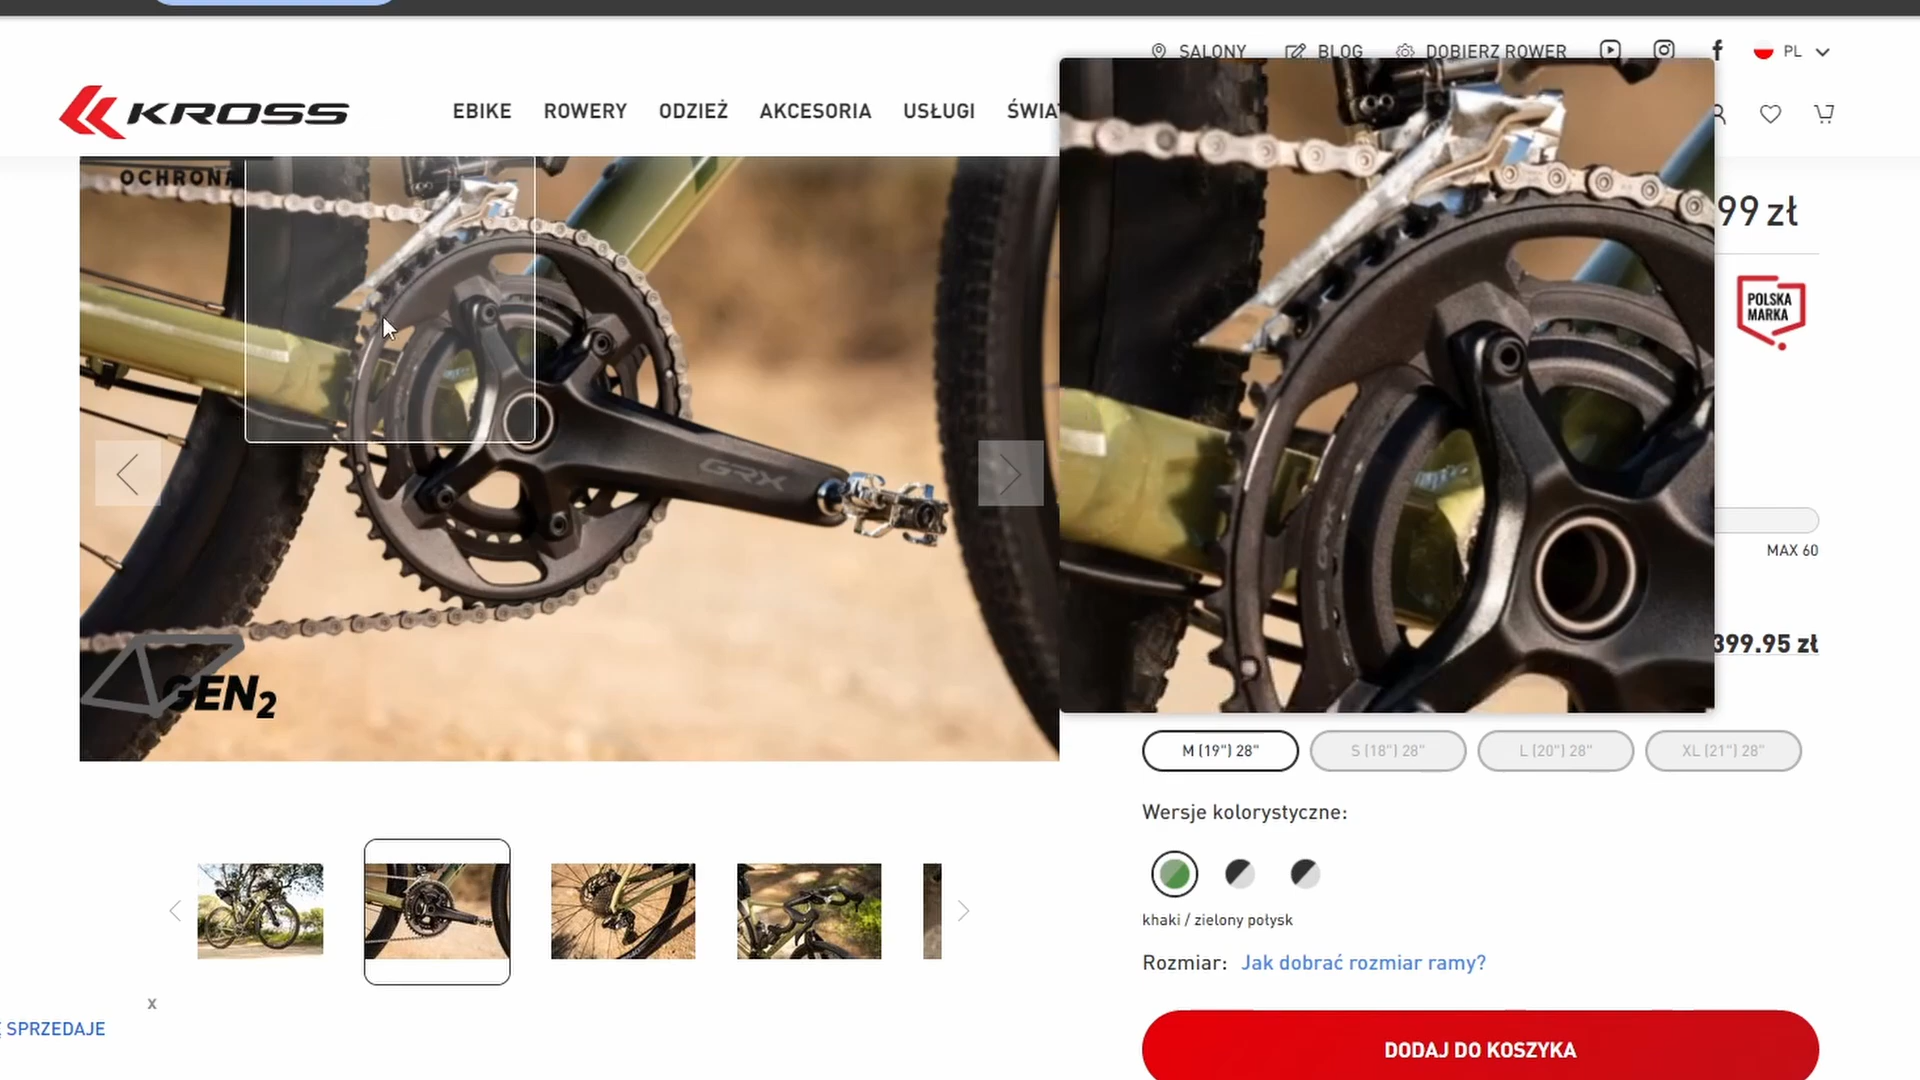 SALONY BLOG DOBIERZ ROWER PL
KROSS EBIKE ROWERY ODZIEŻ AKCESORIA USŁUGI
OCHRONA
99 zł
POLSKA
MARKA
GRX
MAX 60
399.95 zł
GEN2
M (19") 28" S (18") 28" L (20") 28" XL (21") 28"
Wersje kolorystyczne:
khaki / zielony połysk
Rozmiar: Jak dobrać rozmiar ramy?
x
SPRZEDAJE
DODAJ DO KOSZYKA